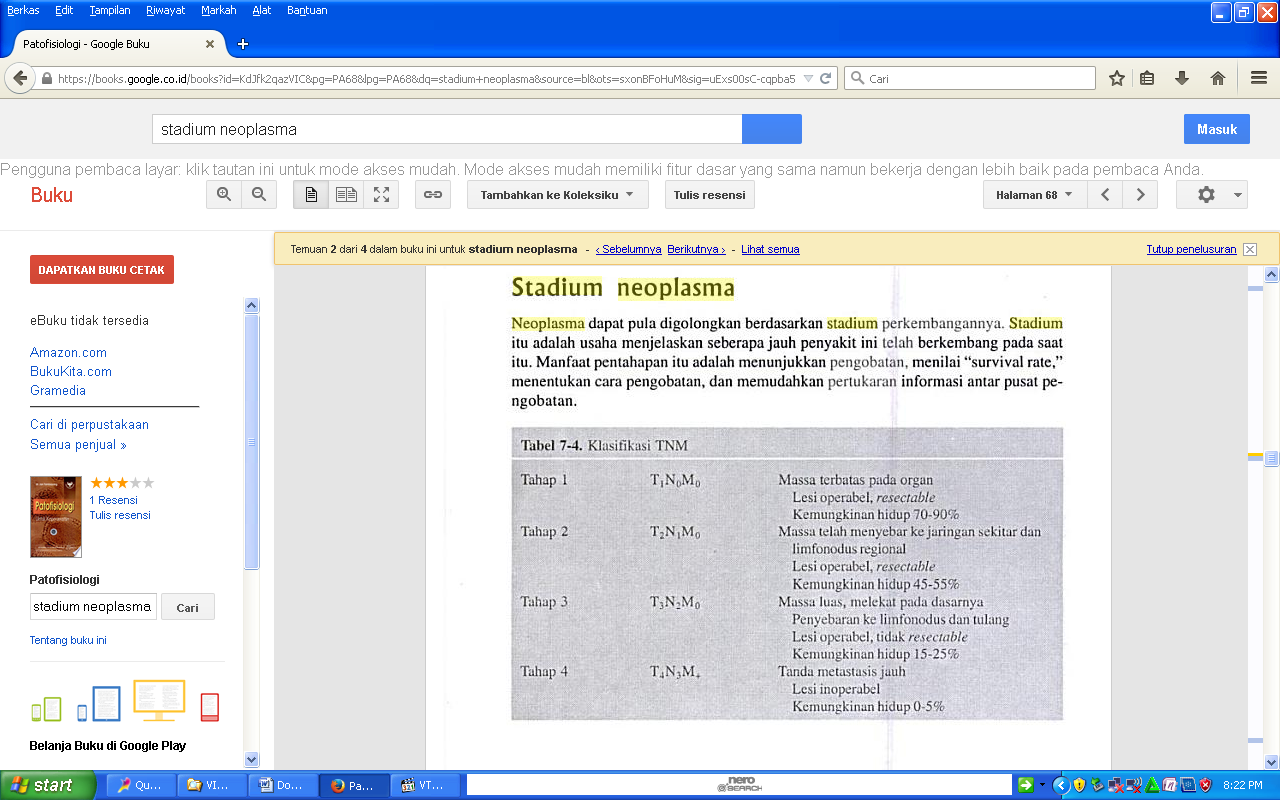 Berkas Edit Tampilan Riwayat Markah Alat Bantuan
Patofisiologi - Google Buku
https://books.google.co.id/books?id=KdJfk2qazVIC&pg=PA68&lpg=PA68&dq=stadium+neoplasma&source=bl&ots=sxonBFoHuM&sig=uExs00sC-cqpba5
Cari
stadium neoplasma
Masuk
Pengguna pembaca layar: klik tautan ini untuk mode akses mudah. Mode akses mudah memiliki fitur dasar yang sama namun bekerja dengan lebih baik pada pembaca Anda.
Buku
Tambahkan ke Koleksiku
Tulis resensi
Halaman 68
Temuan 2 dari 4 dalam buku ini untuk stadium neoplasma - ‹ Sebelumnya Berikutnya › - Lihat semua
Tutup penelusuran
DAPATKAN BUKU CETAK
eBuku tidak tersedia
Amazon.com
BukuKita.com
Gramedia
Cari di perpustakaan
Semua penjual »
Patofisiologi
1 Resensi
Tulis resensi
Patofisiologi
stadium neoplasma
Cari
Tentang buku ini
Belanja Buku di Google Play
Stadium neoplasma
Neoplasma dapat pula digolongkan berdasarkan stadium perkembangannya. Stadium
itu adalah usaha menjelaskan seberapa jauh penyakit ini telah berkembang pada saat
itu. Manfaat pentahapan itu adalah menunjukkan pengobatan, menilai “survival rate,”
menentukan cara pengobatan, dan memudahkan pertukaran informasi antar pusat pe-
ngobatan.
Tabel 7-4. Klasifikasi TNM
Tahap 1 T₁N₀M₀ Massa terbatas pada organ
Lesi operabel, resectable
Kemungkinan hidup 70-90%
Tahap 2 T₂N₁M₀ Massa telah menyebar ke jaringan sekitar dan
limfonodus regional
Lesi operabel, resectable
Kemungkinan hidup 45-55%
Tahap 3 T₃N₂M₀ Massa luas, melekat pada dasarnya
Penyebaran ke limfonodus dan tulang
Lesi operabel, tidak resectable
Kemungkinan hidup 15-25%
Tahap 4 T₄N₃M₊ Tanda metastasis jauh
Lesi inoperabel
Kemungkinan hidup 0-5%
start
Qu...
VI...
Do...
Pa...
VT...
nero
SEARCH
8:22 PM